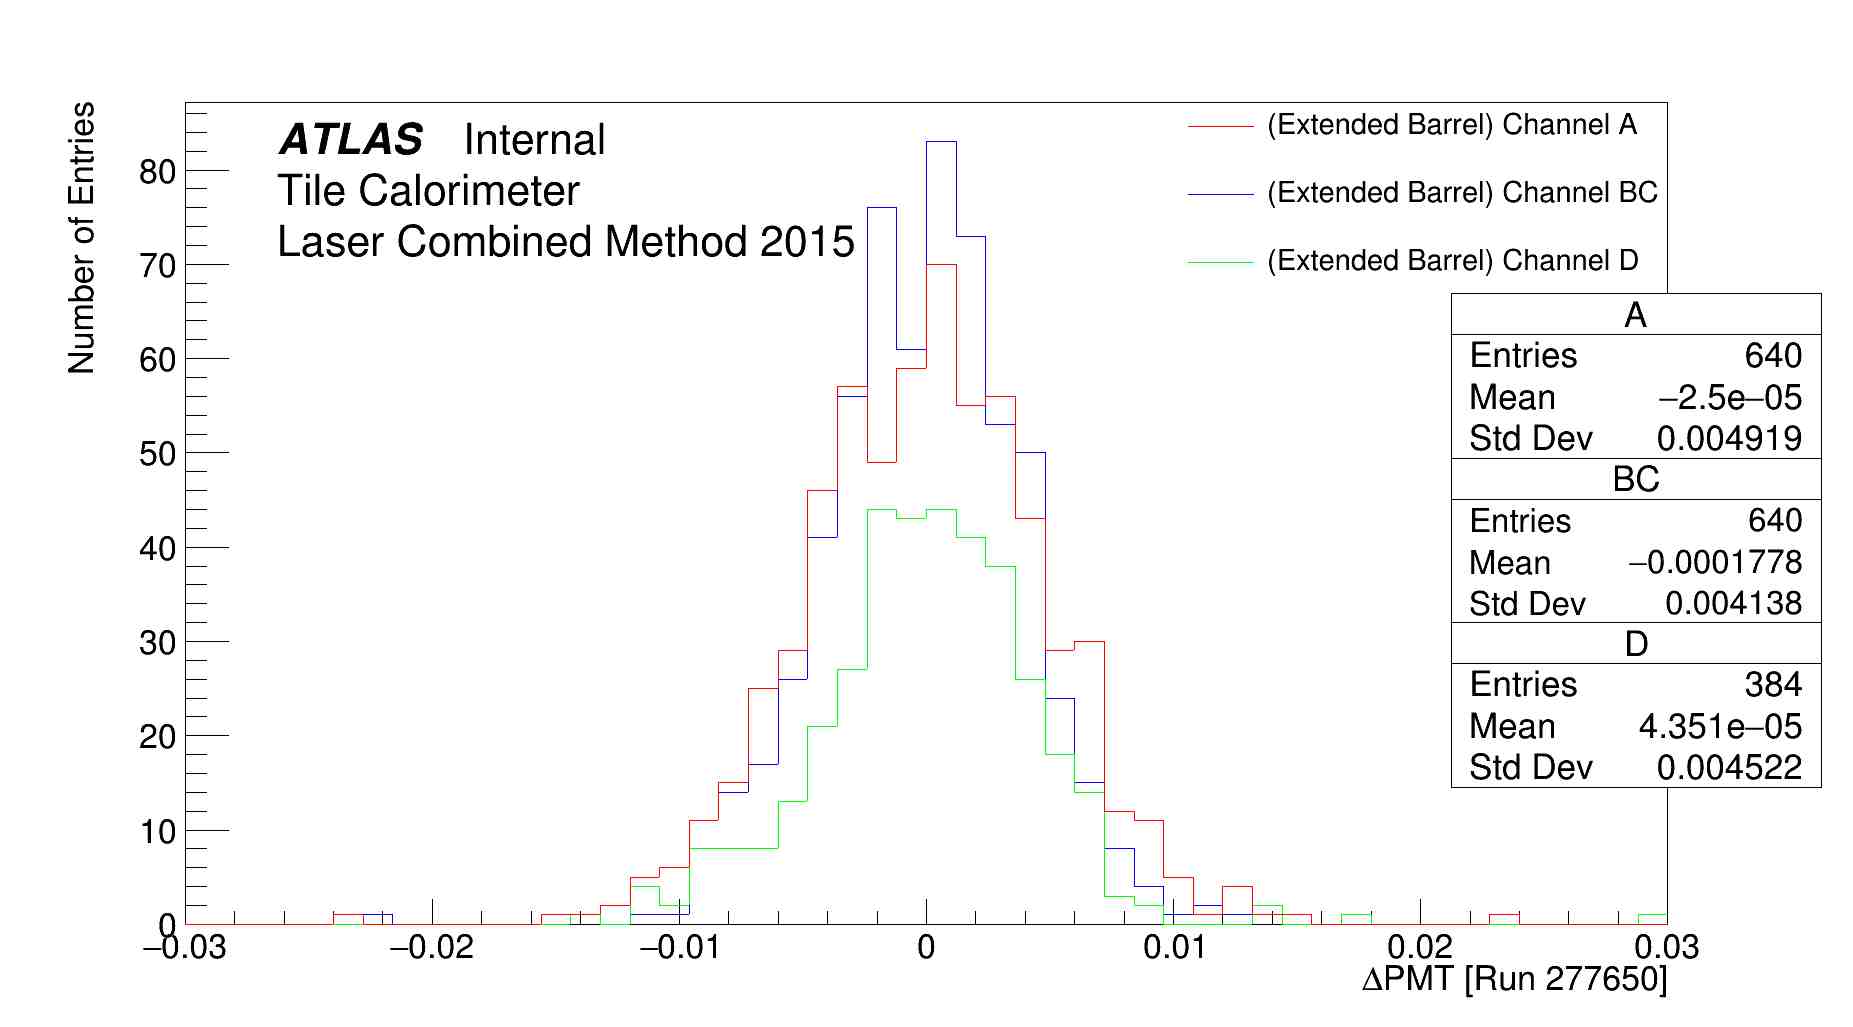 Number of Entries
ATLAS Internal
Tile Calorimeter
Laser Combined Method 2015
(Extended Barrel) Channel A
(Extended Barrel) Channel BC
(Extended Barrel) Channel D
A
Entries 640
Mean −2.5e−05
Std Dev 0.004919
BC
Entries 640
Mean −0.0001778
Std Dev 0.004138
D
Entries 384
Mean 4.351e−05
Std Dev 0.004522
80
70
60
50
40
30
20
10
0
−0.03 −0.02 −0.01 0 0.01 0.02 0.03
ΔPMT [Run 277650]